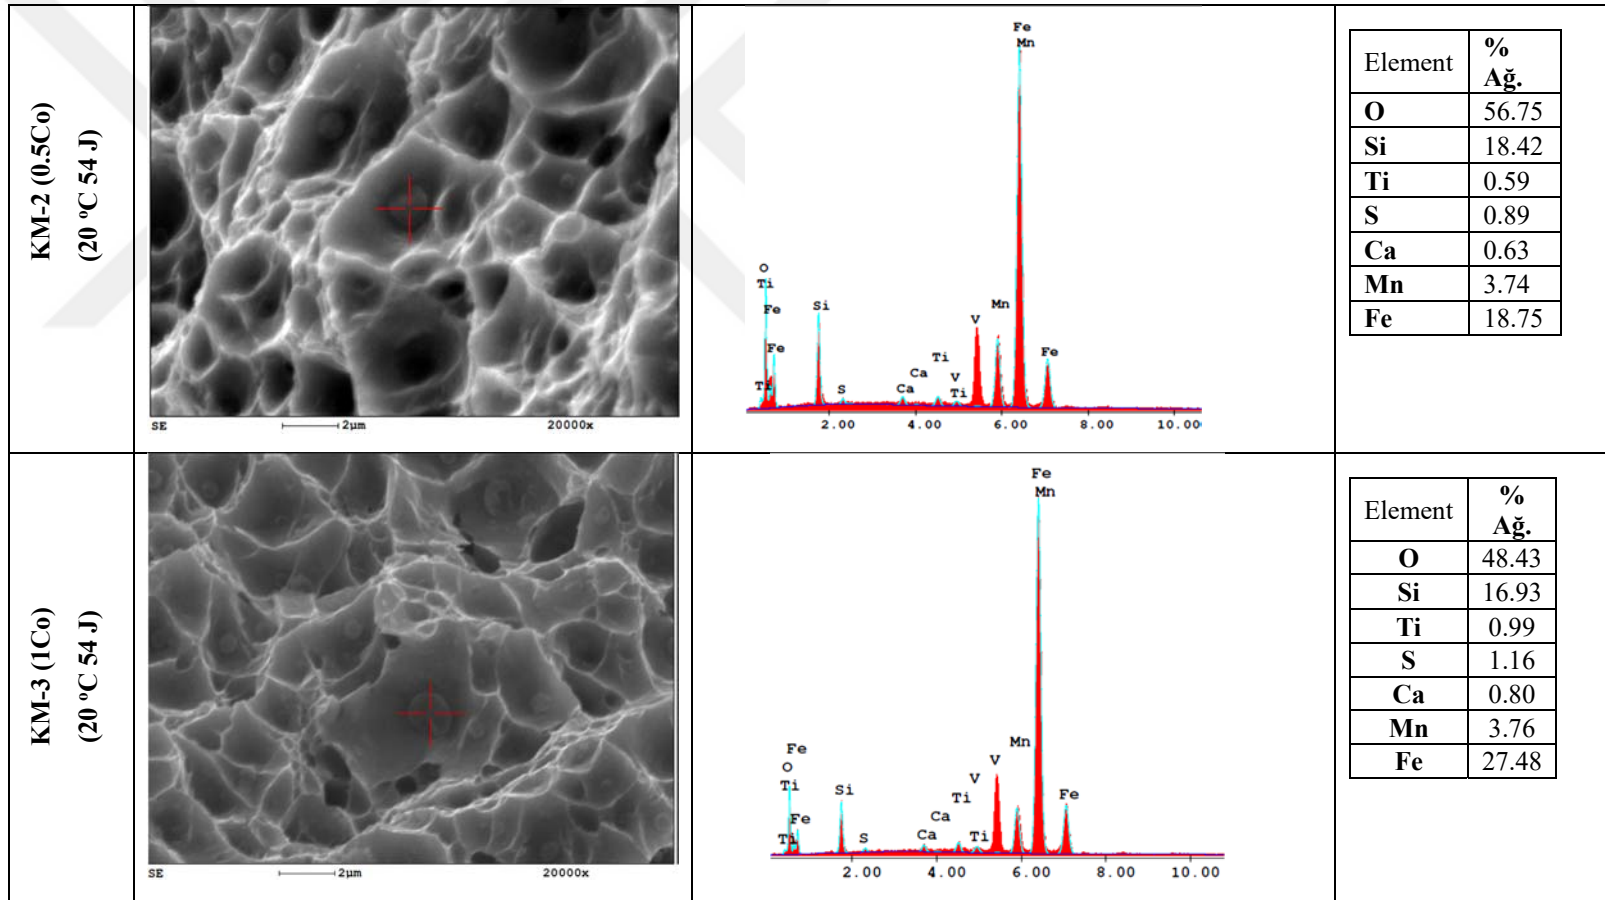 KM-2 (0.5Co)
(20 °C 54 J)
SE 2µm 20000x
Fe
Mn
O
Ti
Fe
Fe
Ti
Si
S
Ca
Ca
Ti
V
Ti
V
Mn
Fe
2.00 4.00 6.00 8.00 10.00
Element % Ağ.
O 56.75
Si 18.42
Ti 0.59
S 0.89
Ca 0.63
Mn 3.74
Fe 18.75
KM-3 (1Co)
(20 °C 54 J)
SE 2µm 20000x
Fe
Mn
Fe
O
Ti
Fe
Ti
Si
S
Ca
Ca
Ti
V
Ti
V
Mn
Fe
2.00 4.00 6.00 8.00 10.00
Element % Ağ.
O 48.43
Si 16.93
Ti 0.99
S 1.16
Ca 0.80
Mn 3.76
Fe 27.48